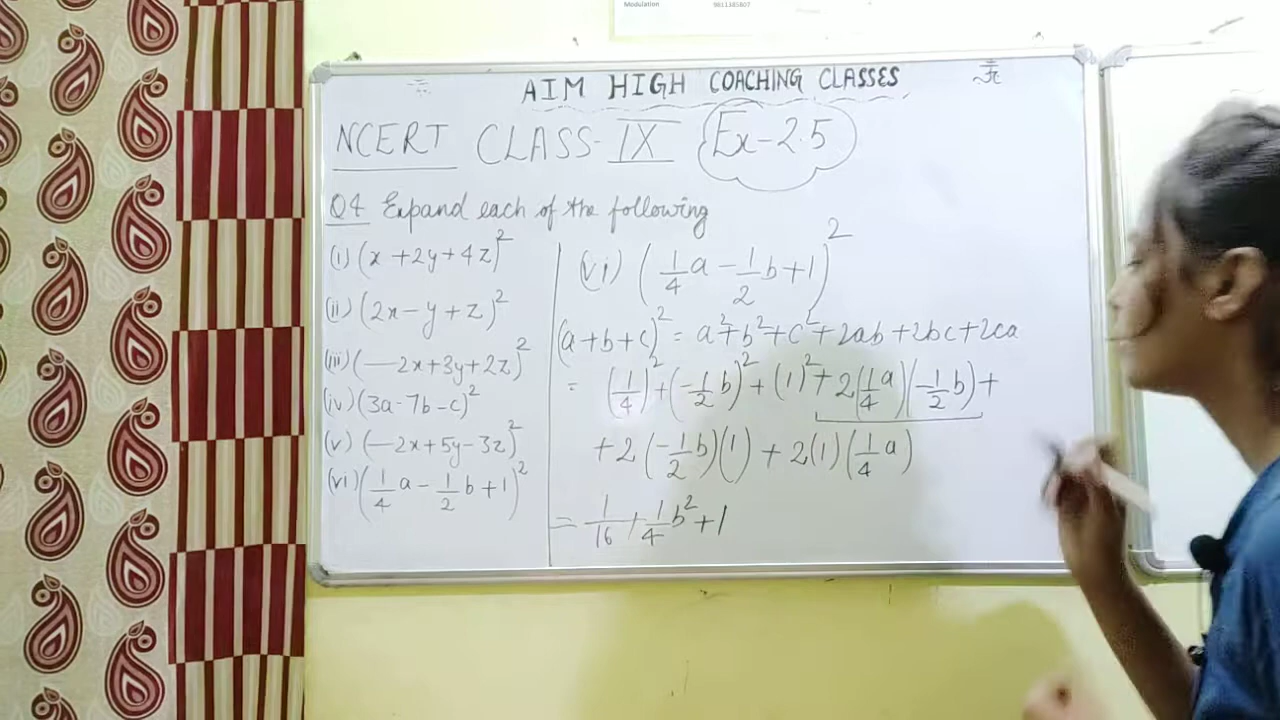 Modulation 9811385807
AIM HIGH COACHING CLASSES
NCERT CLASS-IX Ex-2.5
Q4 Expand each of the following
(i) (x+2y+4z)²
(ii) (2x-y+z)²
(iii) (-2x+3y+2z)²
(iv) (3a-7b-c)²
(v) (-2x+5y-3z)²
(vi) (1/4 a - 1/2 b + 1)²
(vi) (1/4 a - 1/2 b + 1)²
(a+b+c)² = a²+b²+c²+2ab+2bc+2ca
= (1/4)² + (-1/2 b)² + (1)² + 2(1/4 a)(-1/2 b) +
+ 2(-1/2 b)(1) + 2(1)(1/4 a)
= 1/16 + 1/4 b² + 1